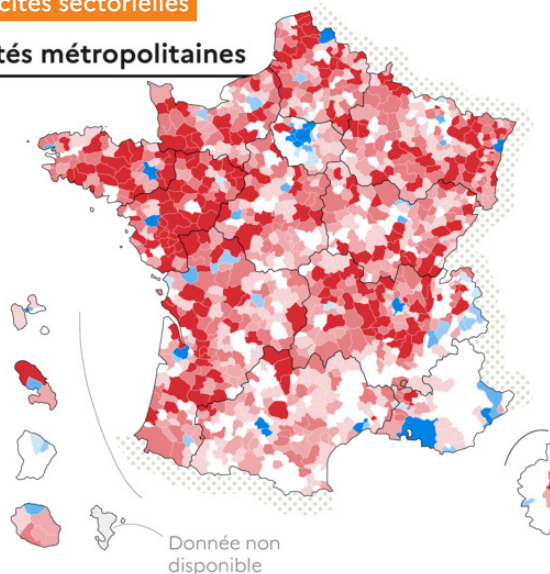 cités sectorielles
tés métropolitaines
Donnée non
disponible